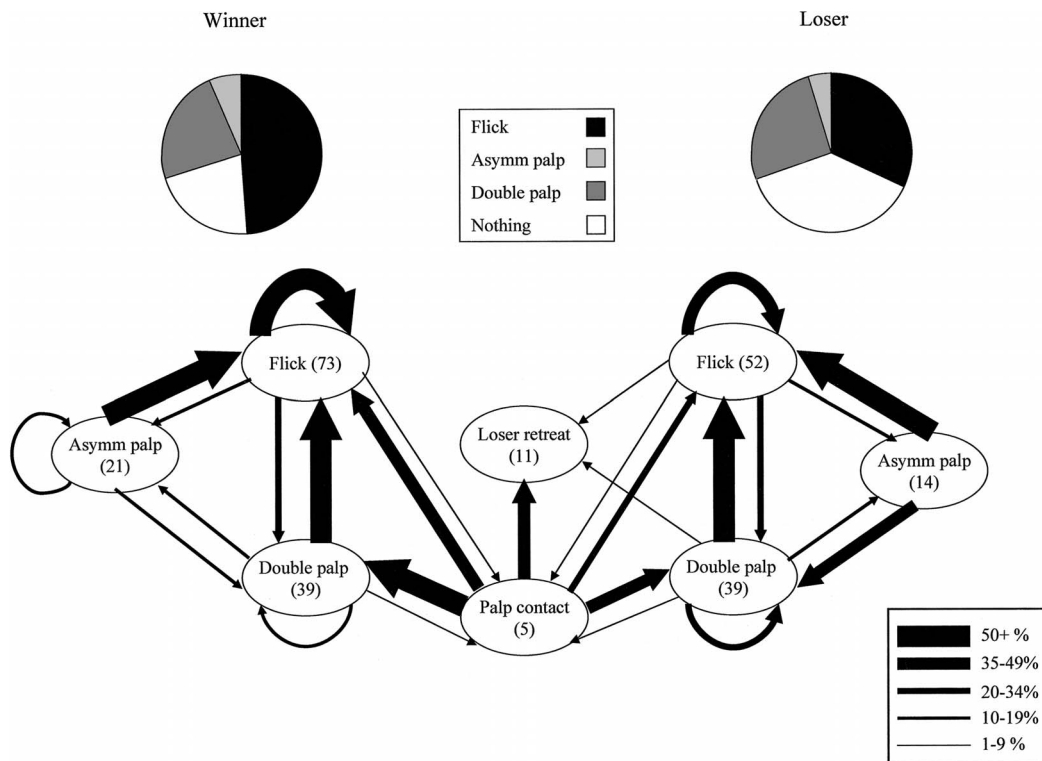 Winner
Loser
Flick
Asymm palp
Double palp
Nothing
Flick (73)
Flick (52)
Asymm palp
(21)
Loser retreat
(11)
Asymm palp
(14)
Double palp
(39)
Palp contact
(5)
Double palp
(39)
50+ %
35-49%
20-34%
10-19%
1-9 %